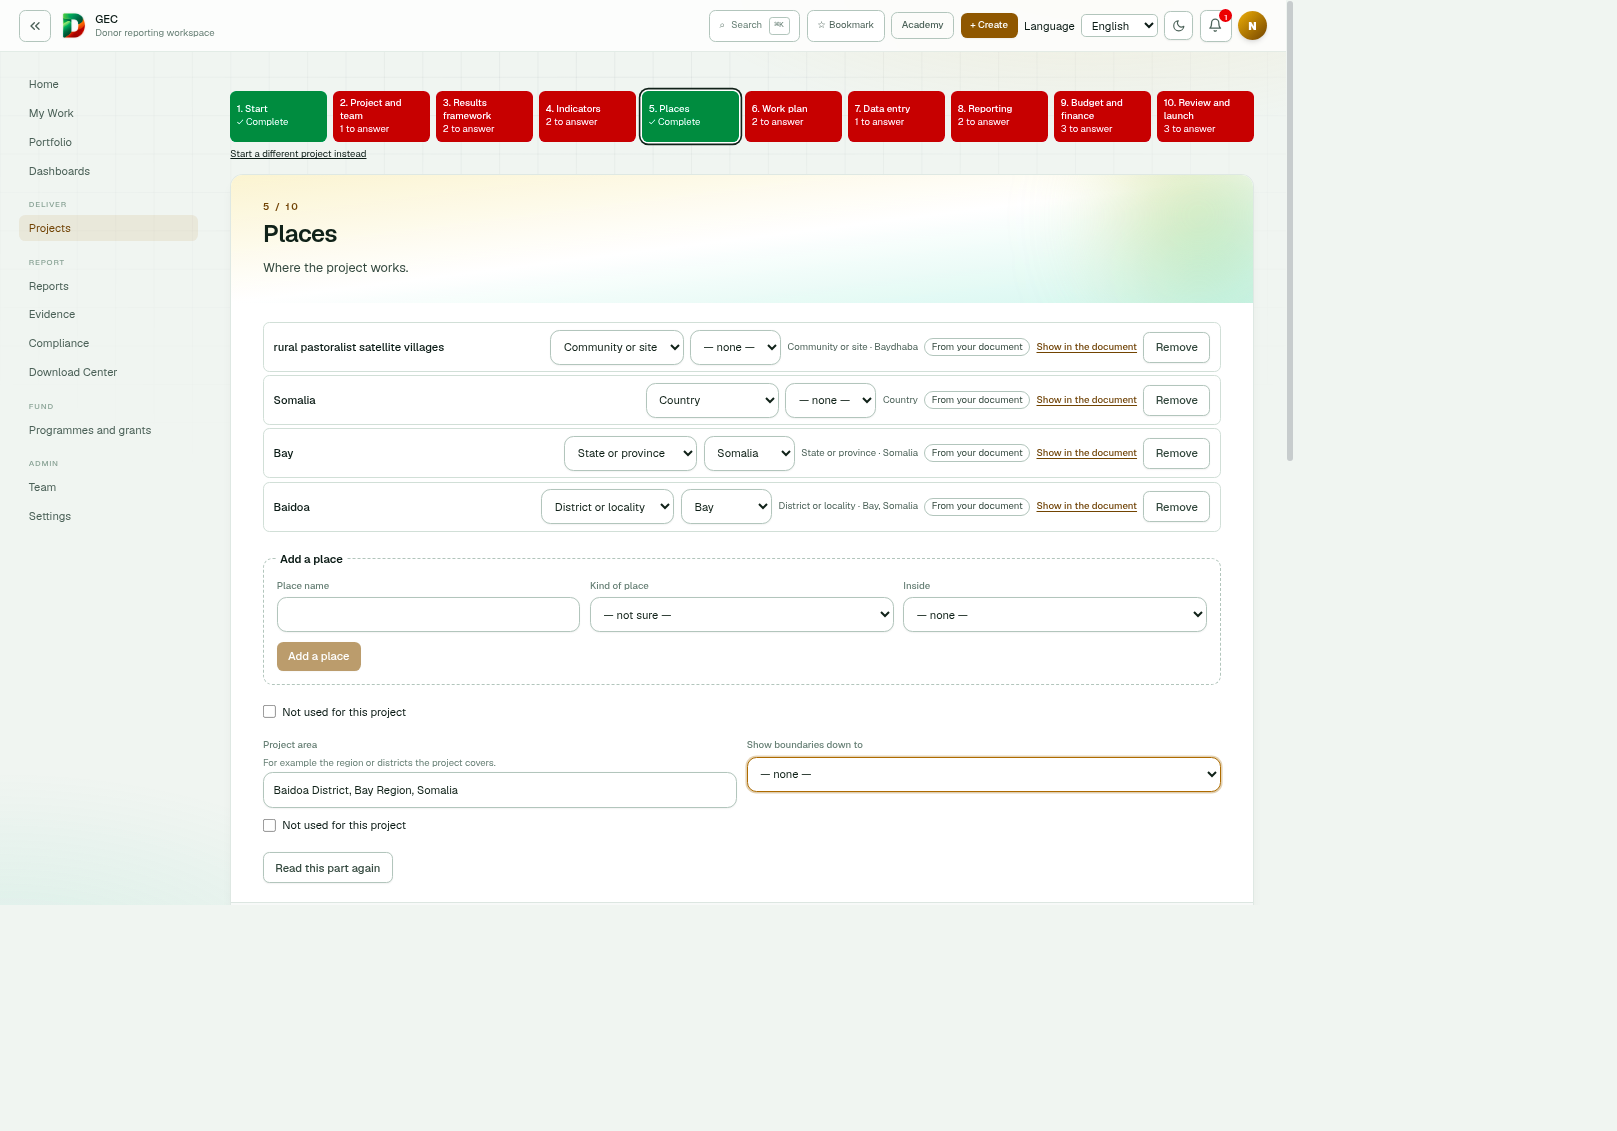 GEC
Donor reporting workspace
Search ⌘K
☆ Bookmark
Academy
+ Create
Language
English
1
N
Home
My Work
Portfolio
Dashboards
DELIVER
Projects
REPORT
Reports
Evidence
Compliance
Download Center
FUND
Programmes and grants
ADMIN
Team
Settings
1. Start
✓ Complete
2. Project and team
1 to answer
3. Results framework
2 to answer
4. Indicators
2 to answer
5. Places
✓ Complete
6. Work plan
2 to answer
7. Data entry
1 to answer
8. Reporting
2 to answer
9. Budget and finance
3 to answer
10. Review and launch
3 to answer
Start a different project instead
5 / 10
Places
Where the project works.
rural pastoralist satellite villages Community or site — none — Community or site · Baydhaba From your document Show in the document Remove
Somalia Country — none — Country From your document Show in the document Remove
Bay State or province Somalia State or province · Somalia From your document Show in the document Remove
Baidoa District or locality Bay District or locality · Bay, Somalia From your document Show in the document Remove
Add a place
Place name Kind of place Inside
— not sure — — none —
Add a place
Not used for this project
Project area Show boundaries down to
For example the region or districts the project covers.
— none —
Baidoa District, Bay Region, Somalia
Not used for this project
Read this part again